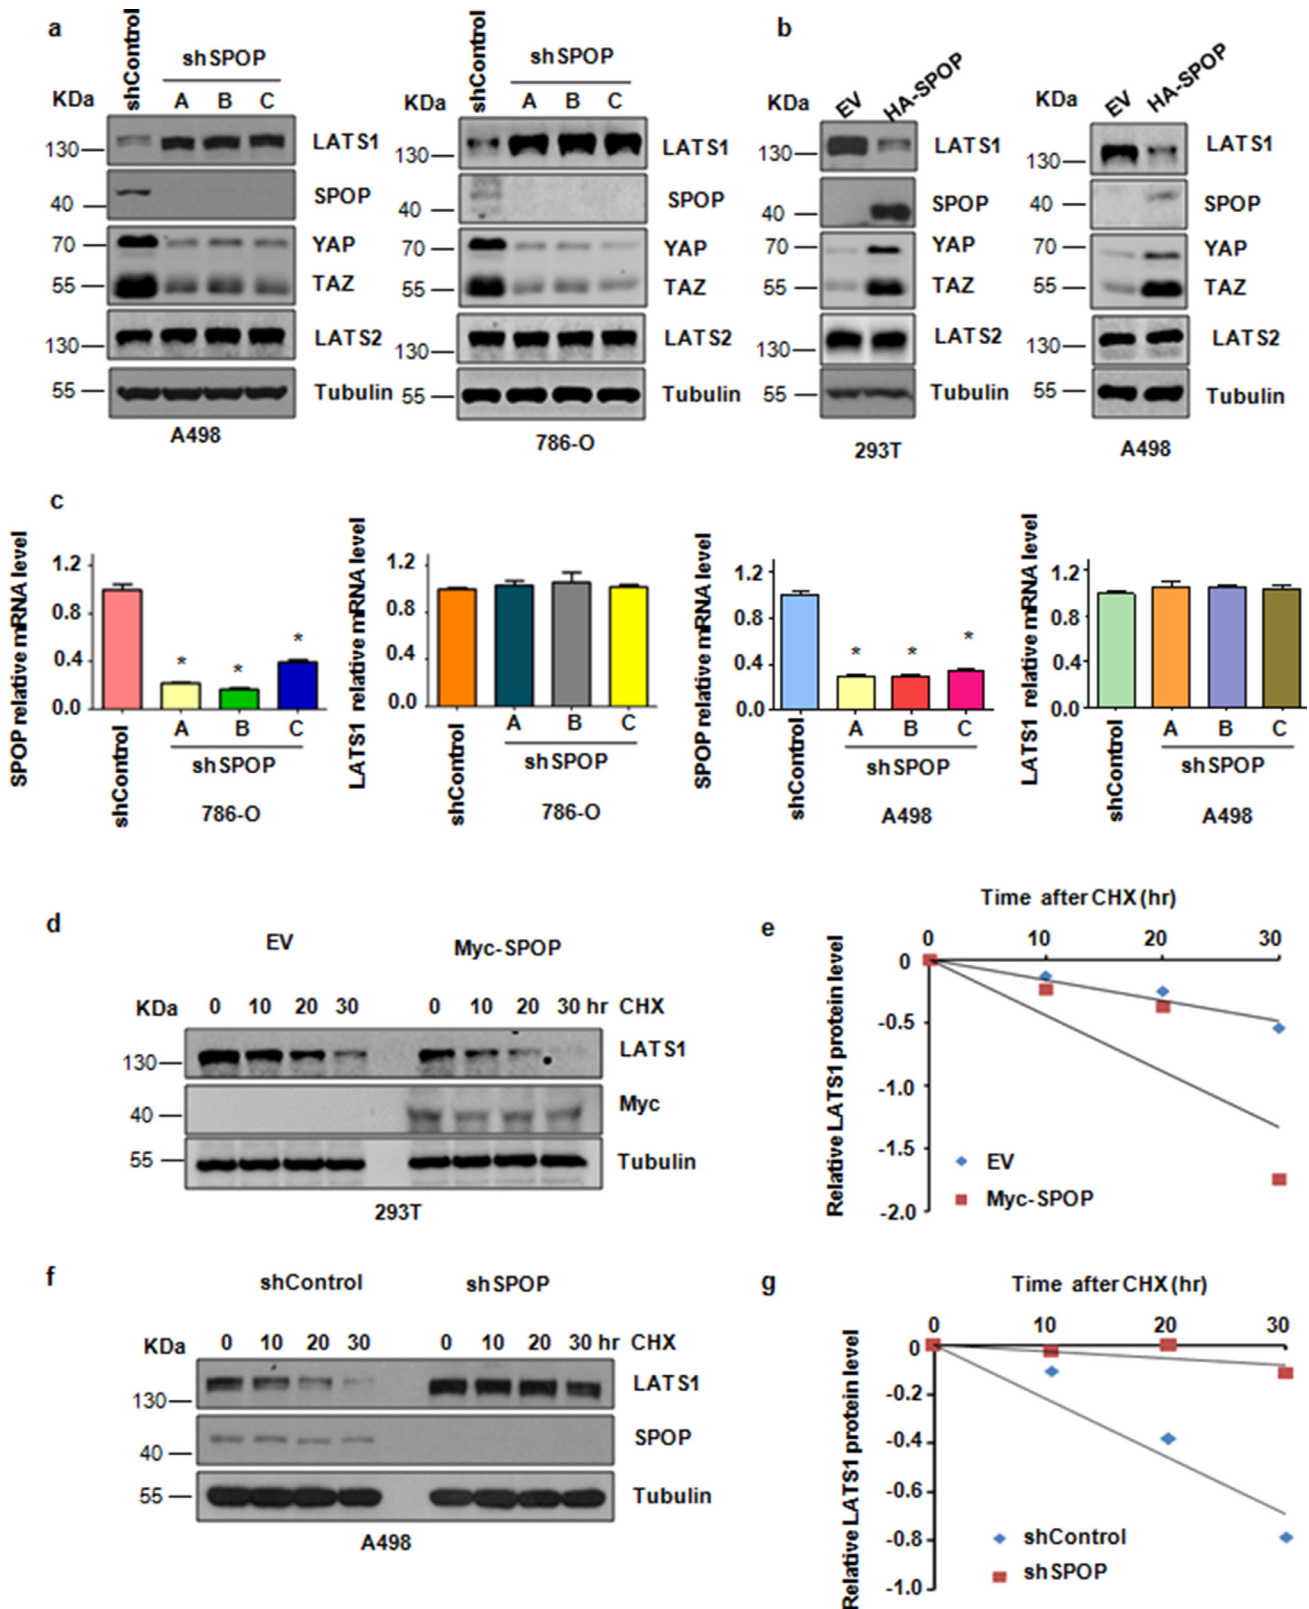 a
shControl
shSPOP
KDa
A B C
130
LATS1
40
SPOP
70
YAP
55
TAZ
130
LATS2
55
Tubulin
A498
shControl
shSPOP
KDa
A B C
130
LATS1
40
SPOP
70
YAP
55
TAZ
130
LATS2
55
Tubulin
786-O
b
KDa
EV
HA-SPOP
130
LATS1
40
SPOP
70
YAP
55
TAZ
130
LATS2
55
Tubulin
293T
KDa
EV
HA-SPOP
130
LATS1
40
SPOP
70
YAP
55
TAZ
130
LATS2
55
Tubulin
A498
c
SPOP relative mRNA level
1.2
0.8
0.4
0.0
* * *
shControl
A B C
shSPOP
786-O
LATS1 relative mRNA level
1.2
0.8
0.4
0.0
shControl
A B C
shSPOP
786-O
SPOP relative mRNA level
1.2
0.8
0.4
0.0
* * *
shControl
A B C
shSPOP
A498
LATS1 relative mRNA level
1.2
0.8
0.4
0.0
shControl
A B C
shSPOP
A498
d
EV
Myc-SPOP
KDa
0 10 20 30 0 10 20 30 hr CHX
130
LATS1
40
Myc
55
Tubulin
293T
e
Time after CHX (hr)
0 10 20 30
Relative LATS1 protein level
0
-0.5
-1.0
-1.5
-2.0
EV
Myc-SPOP
f
shControl
shSPOP
KDa
0 10 20 30 0 10 20 30 hr CHX
130
LATS1
40
SPOP
55
Tubulin
A498
g
Time after CHX (hr)
0 10 20 30
Relative LATS1 protein level
0
-0.2
-0.4
-0.6
-0.8
-1.0
shControl
shSPOP